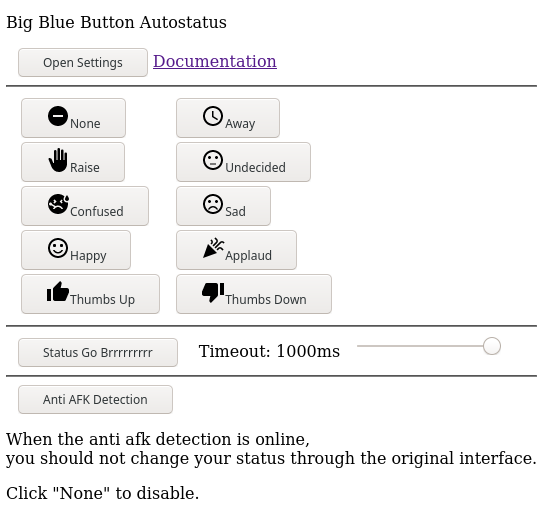 Big Blue Button Autostatus
Open Settings Documentation
None Away
Raise Undecided
Confused Sad
Happy Applaud
Thumbs Up Thumbs Down
Status Go Brrrrrrrrr Timeout: 1000ms
Anti AFK Detection
When the anti afk detection is online,
you should not change your status through the original interface.
Click "None" to disable.